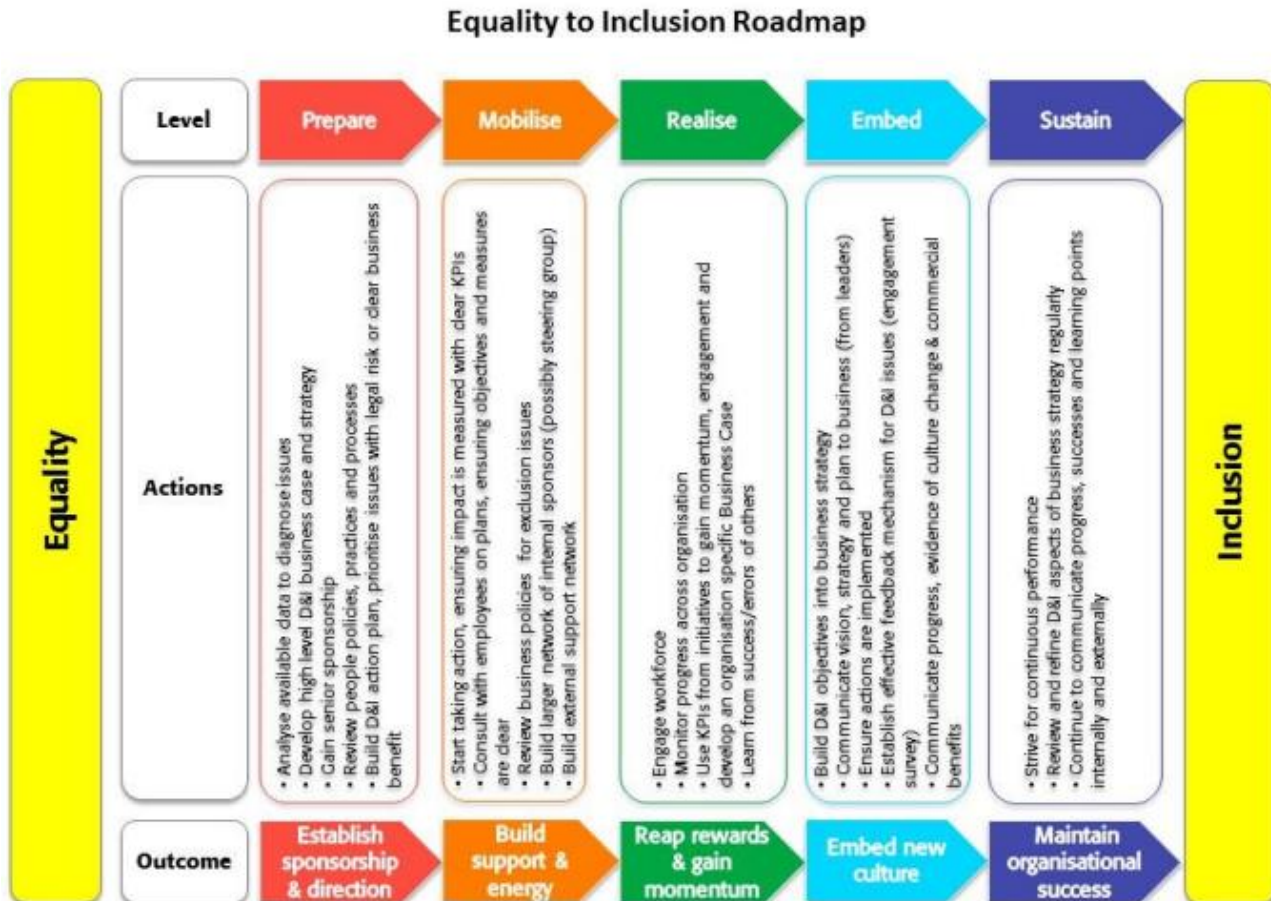 Equality to Inclusion Roadmap
Equality
Level
Prepare
Mobilise
Realise
Embed
Sustain
Actions
• Analyse available data to diagnose issues
• Develop high level D&I business case and strategy
• Gain senior sponsorship
• Review people policies, practices and processes
• Build D&I action plan, prioritise issues with legal risk or clear business
benefit
• Start taking action, ensuring impact is measured with clear KPIs
• Consult with employees on plans, ensuring objectives and measures
are clear
• Review business policies for exclusion issues
• Build larger network of internal sponsors (possibly steering group)
• Build external support network
• Engage workforce
• Monitor progress across organisation
• Use KPIs from initiatives to gain momentum, engagement and
develop an organisation specific Business Case
• Learn from success/errors of others
• Build D&I objectives into business strategy
• Communicate vision, strategy and plan to business (from leaders)
• Ensure actions are implemented
• Establish effective feedback mechanism for D&I issues (engagement
survey)
• Communicate progress, evidence of culture change & commercial
benefits
• Strive for continuous performance
• Review and refine D&I aspects of business strategy regularly
• Continue to communicate progress, successes and learning points
internally and externally
Outcome
Establish
sponsorship
& direction
Build
support &
energy
Reap rewards
& gain
momentum
Embed new
culture
Maintain
organisational
success
Inclusion